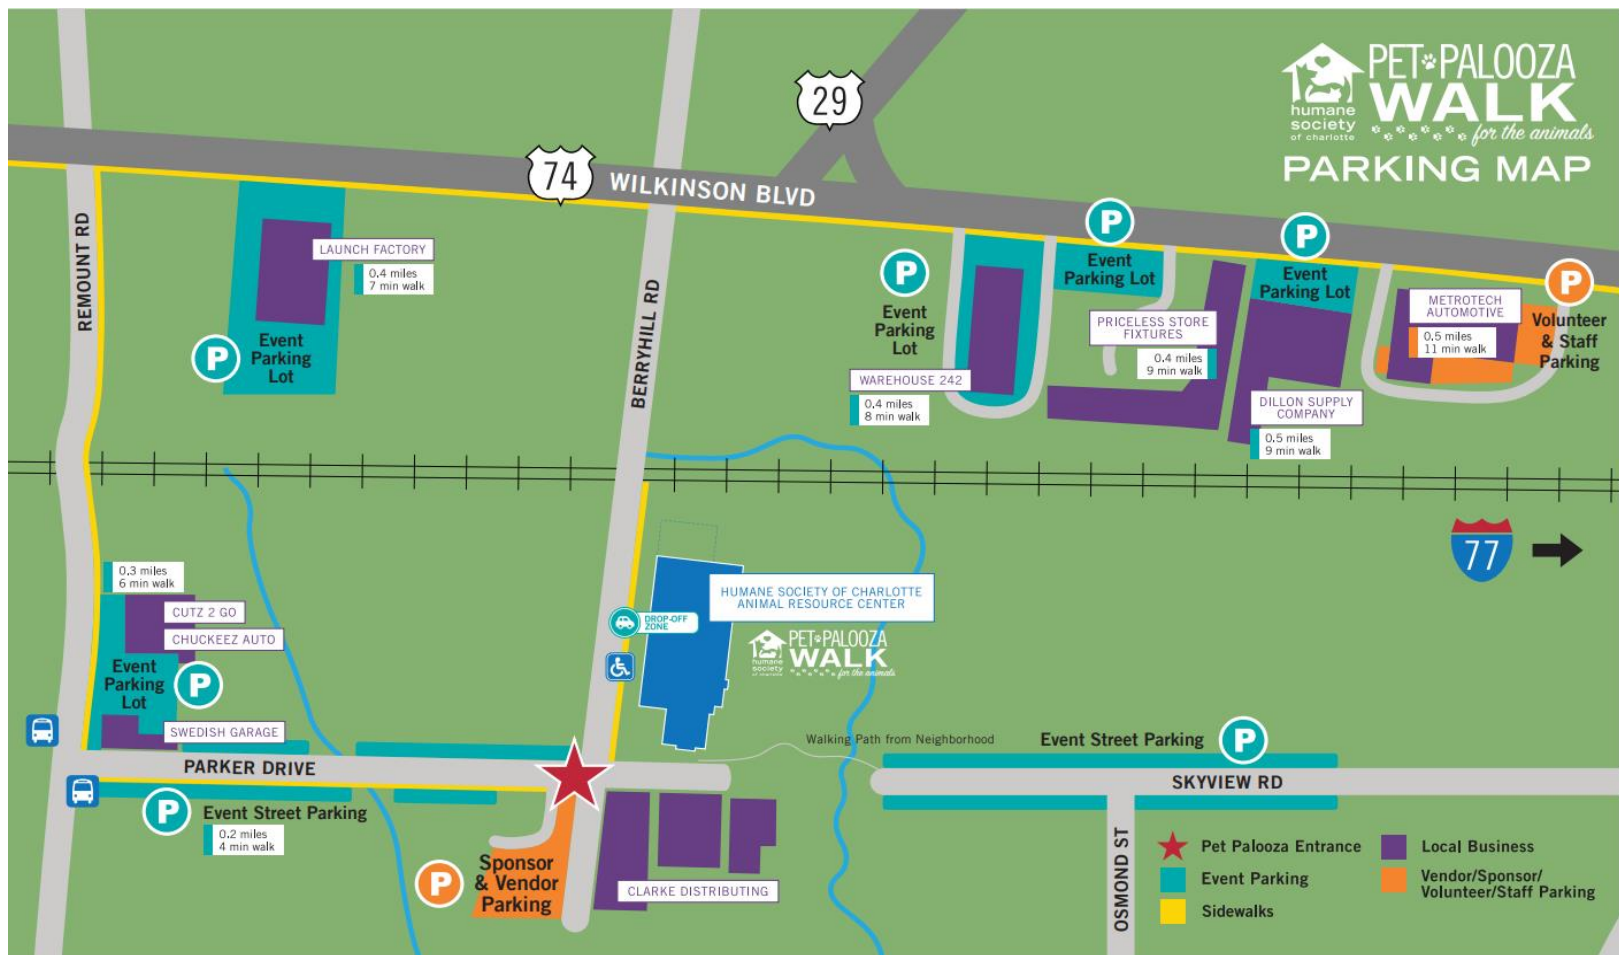 PET PALOOZA
WALK
for the animals
humane
society
of charlotte
PARKING MAP
29
74
WILKINSON BLVD
REMOUNT RD
BERRYHILL RD
LAUNCH FACTORY
0.4 miles
7 min walk
P
Event
Parking
Lot
P
Event
Parking
Lot
WAREHOUSE 242
0.4 miles
8 min walk
P
Event
Parking Lot
PRICELESS STORE
FIXTURES
0.4 miles
9 min walk
P
Event
Parking Lot
DILLON SUPPLY
COMPANY
0.5 miles
9 min walk
P
METROTECH
AUTOMOTIVE
0.5 miles
11 min walk
Volunteer
& Staff
Parking
77
0.3 miles
6 min walk
CUTZ 2 GO
CHUCKEEZ AUTO
Event
Parking
Lot
P
SWEDISH GARAGE
DROP-OFF
ZONE
HUMANE SOCIETY OF CHARLOTTE
ANIMAL RESOURCE CENTER
PET PALOOZA
WALK
for the animals
humane
society
of charlotte
Walking Path from Neighborhood
Event Street Parking
P
PARKER DRIVE
SKYVIEW RD
P
Event Street Parking
0.2 miles
4 min walk
P
Sponsor
& Vendor
Parking
CLARKE DISTRIBUTING
OSMOND ST
Pet Palooza Entrance
Event Parking
Sidewalks
Local Business
Vendor/Sponsor/
Volunteer/Staff Parking